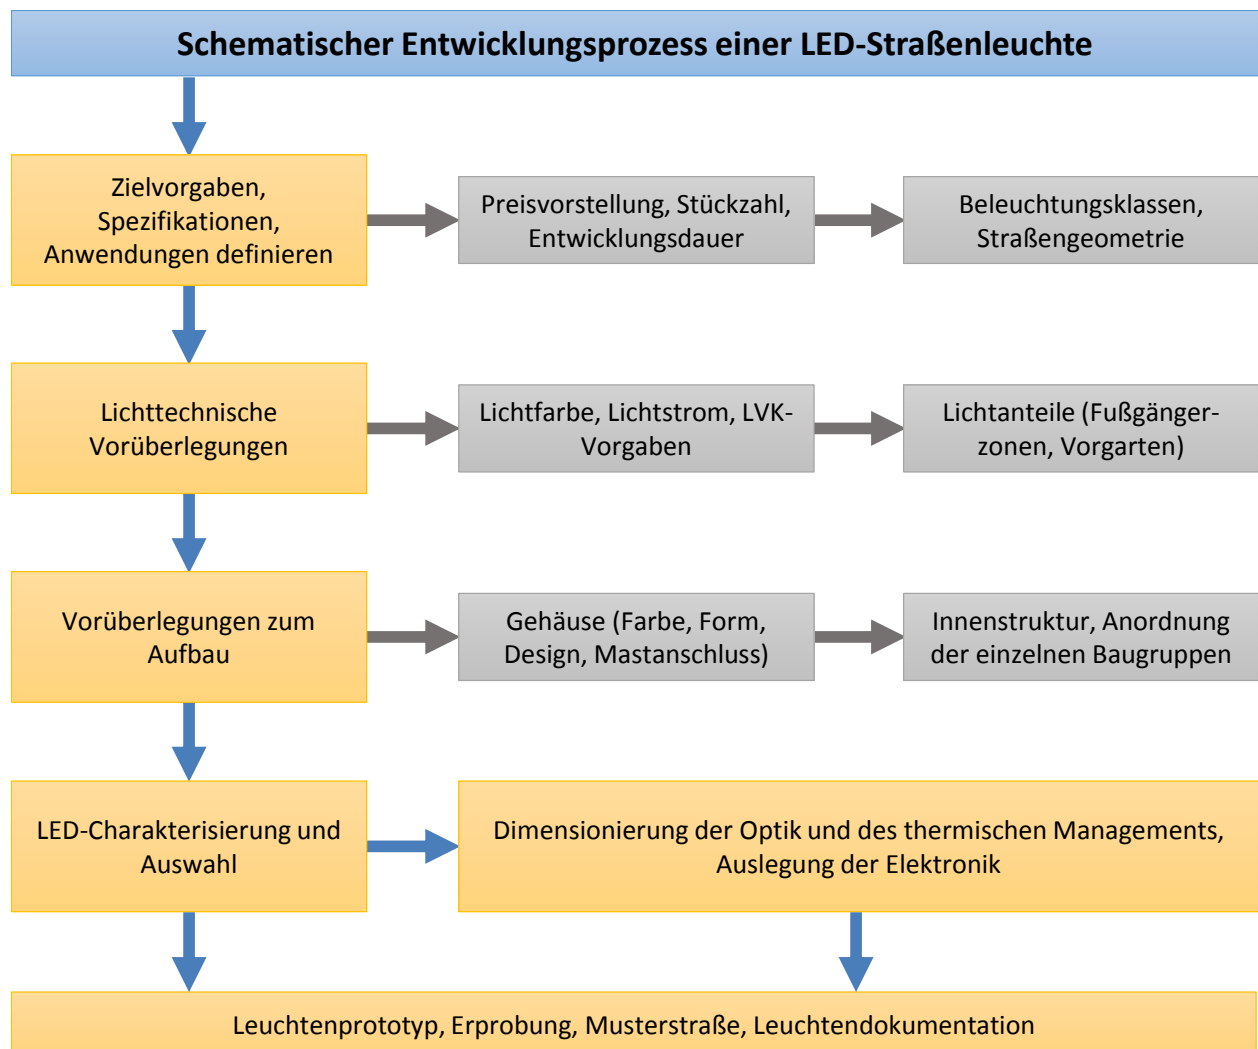 Schematischer Entwicklungsprozess einer LED-Straßenleuchte
Zielvorgaben,
Spezifikationen,
Anwendungen definieren
Preisvorstellung, Stückzahl,
Entwicklungsdauer
Beleuchtungsklassen,
Straßengeometrie
Lichttechnische
Vorüberlegungen
Lichtfarbe, Lichtstrom, LVK-
Vorgaben
Lichtanteile (Fußgänger-
zonen, Vorgarten)
Vorüberlegungen zum
Aufbau
Gehäuse (Farbe, Form,
Design, Mastanschluss)
Innenstruktur, Anordnung
der einzelnen Baugruppen
LED-Charakterisierung und
Auswahl
Dimensionierung der Optik und des thermischen Managements,
Auslegung der Elektronik
Leuchtenprototyp, Erprobung, Musterstraße, Leuchtendokumentation